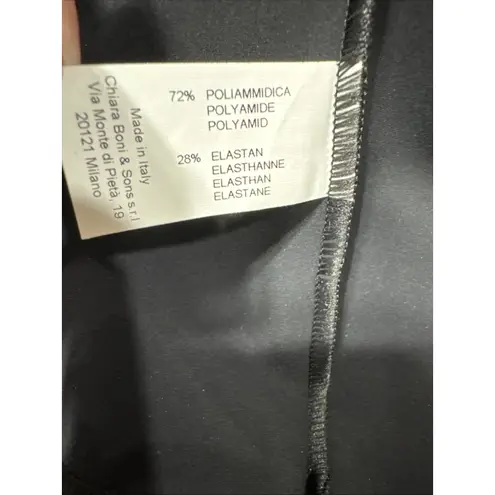 72% POLIAMMIDICA
POLYAMIDE
POLYAMID
28% ELASTAN
ELASTHANNE
ELASTHAN
ELASTANE
Made in Italy
Chiara Boni & Sons s.r.l
Via Monte di Pietà, 19
20121 Milano